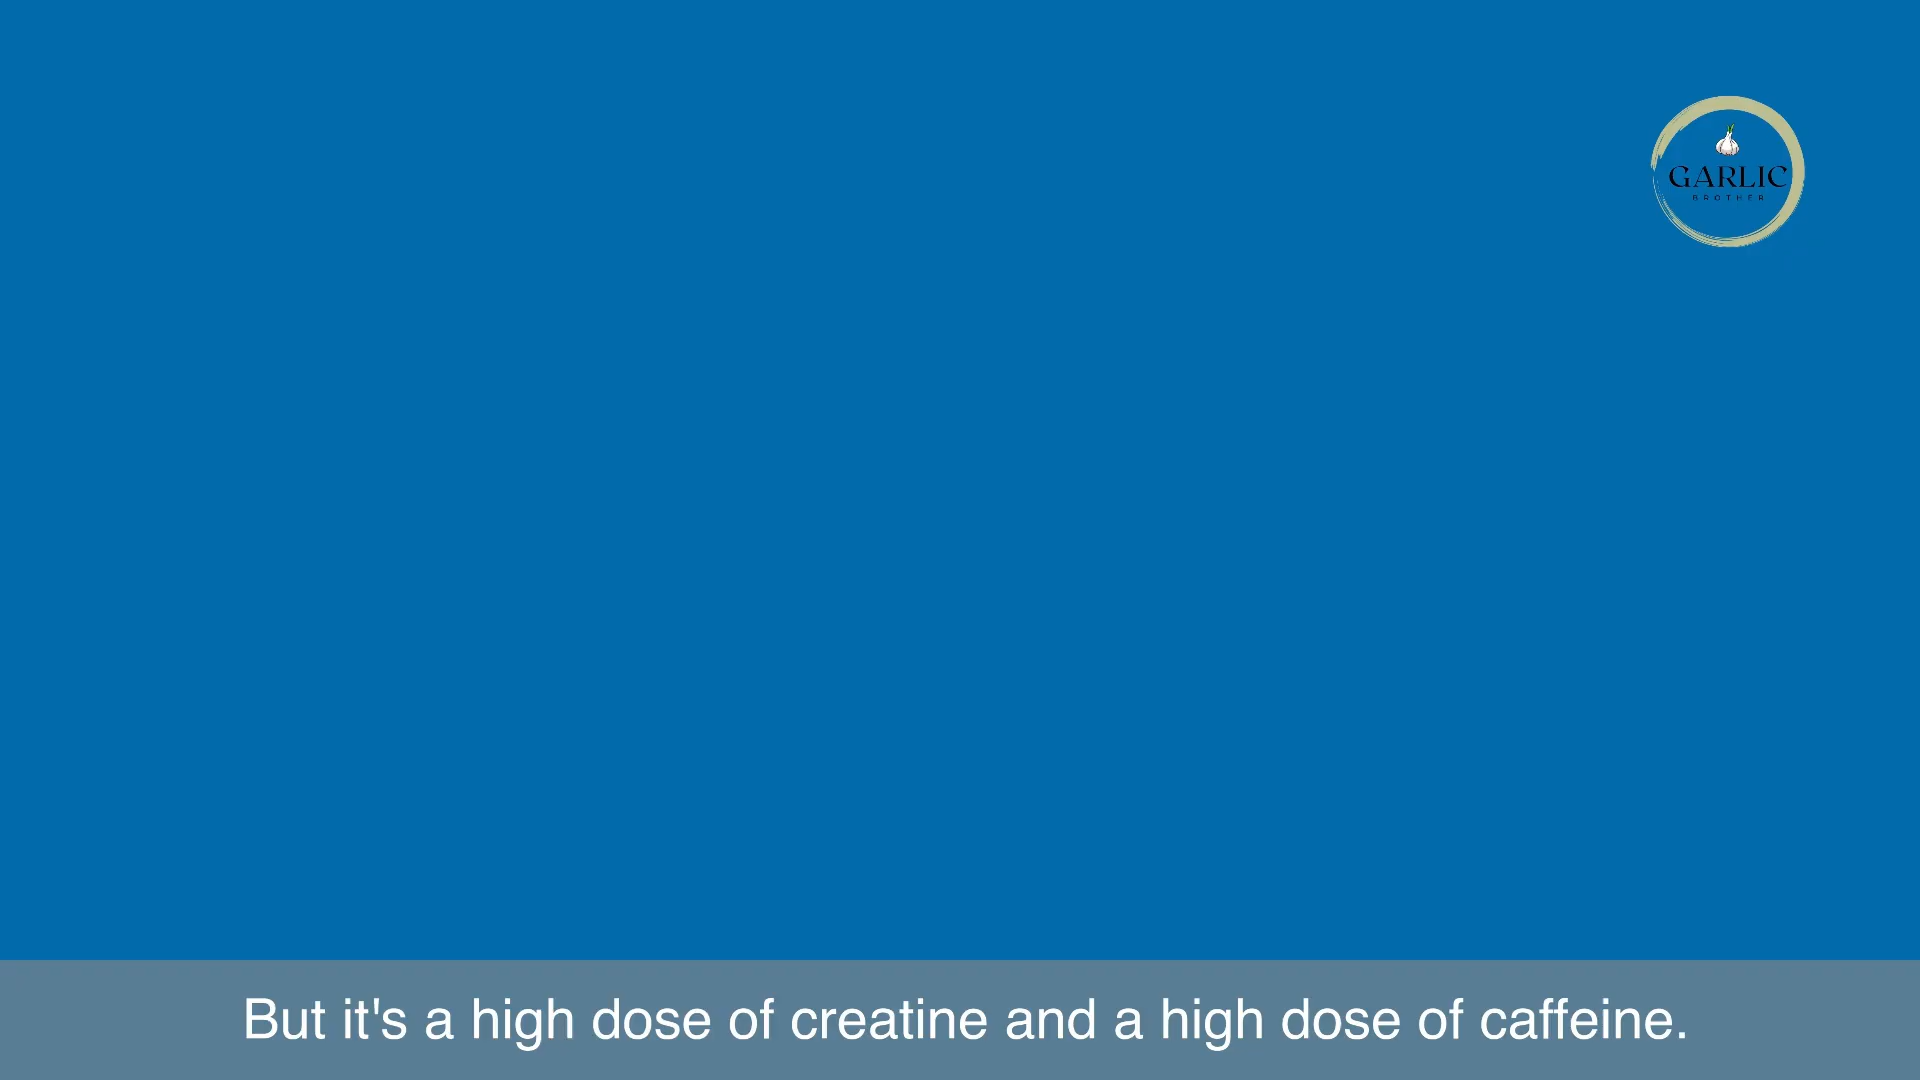 GARLIC
BROTHER
But it's a high dose of creatine and a high dose of caffeine.